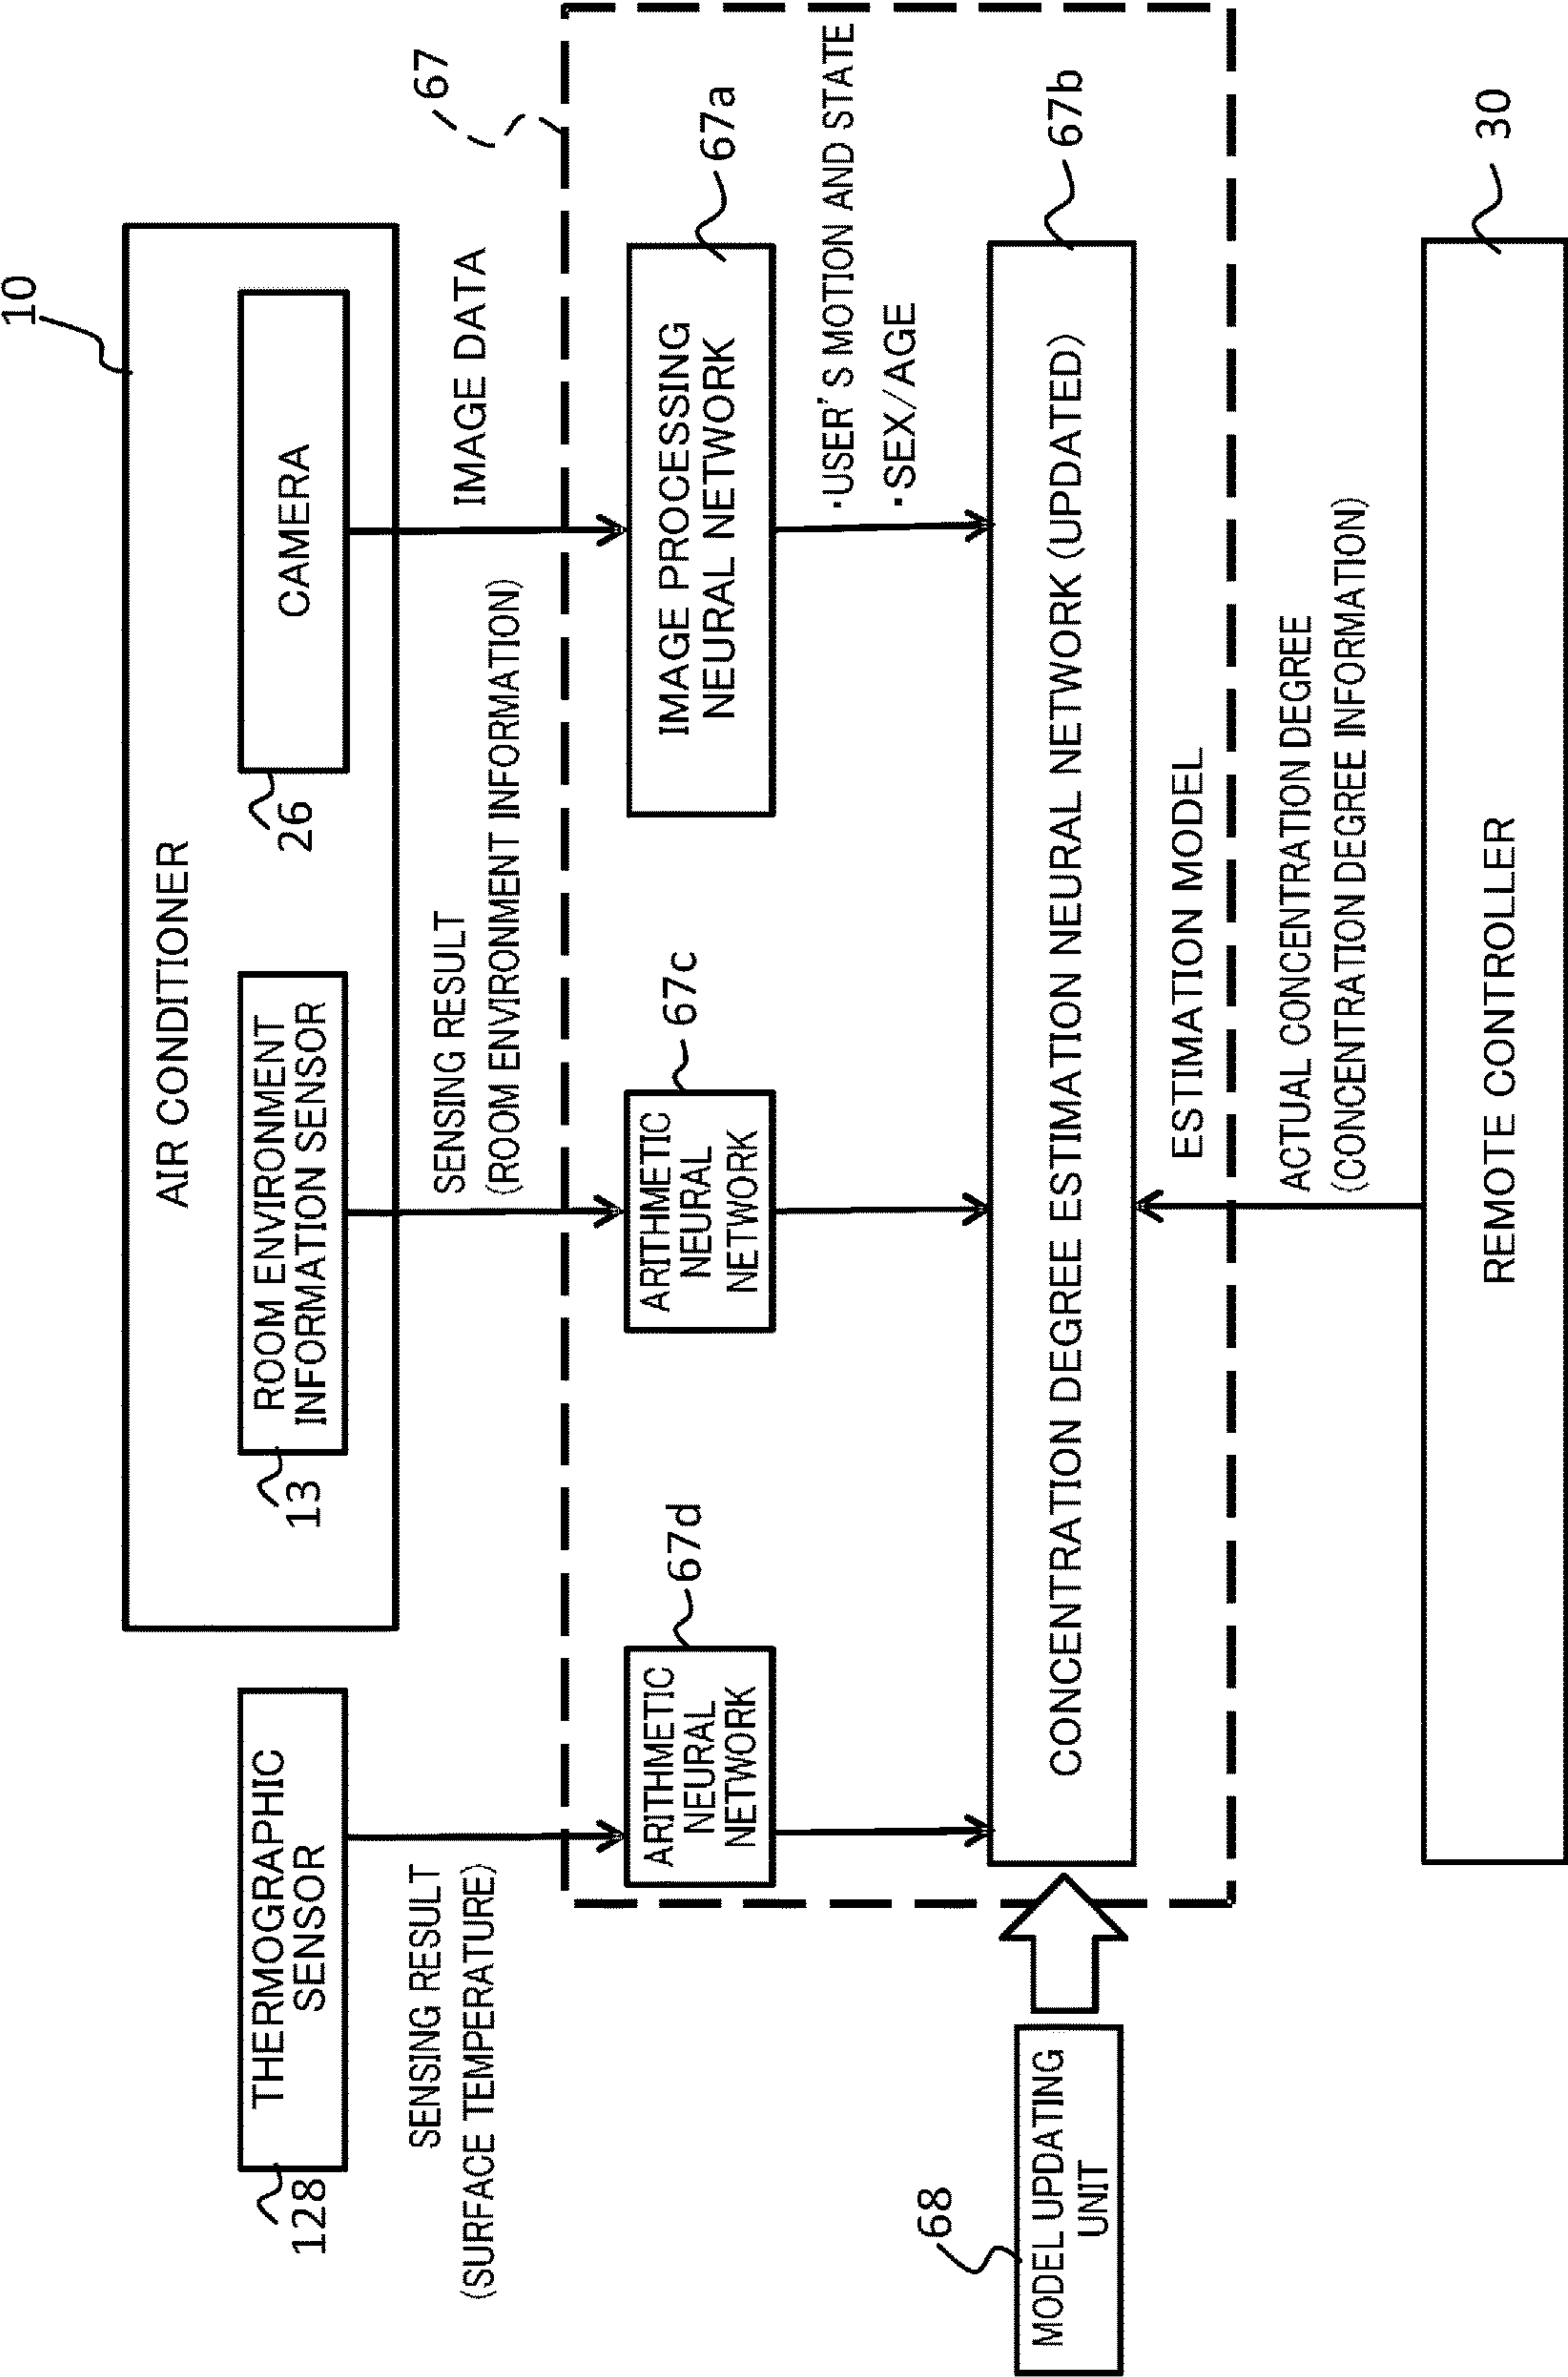 10
AIR CONDITIONER
THERMOGRAPHIC
SENSOR
128
ROOM ENVIRONMENT
INFORMATION SENSOR
13
CAMERA
26
SENSING RESULT
(SURFACE TEMPERATURE)
SENSING RESULT
(ROOM ENVIRONMENT INFORMATION)
IMAGE DATA
67
ARITHMETIC
NEURAL
NETWORK
67d
ARITHMETIC
NEURAL
NETWORK
67c
IMAGE PROCESSING
NEURAL NETWORK
67a
・USER'S MOTION AND STATE
・SEX/AGE
68
MODEL UPDATING
UNIT
CONCENTRATION DEGREE ESTIMATION NEURAL NETWORK (UPDATED)
67b
ESTIMATION MODEL
ACTUAL CONCENTRATION DEGREE
(CONCENTRATION DEGREE INFORMATION)
REMOTE CONTROLLER
30